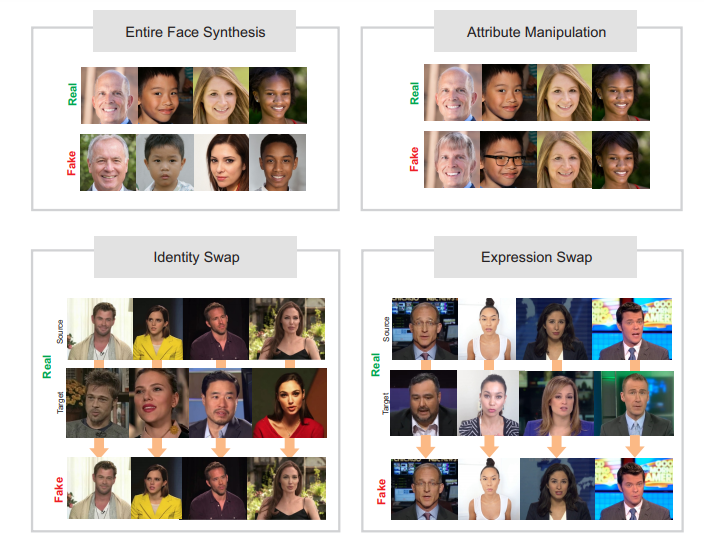 Entire Face Synthesis
Attribute Manipulation
Real
Fake
Real
Fake
Identity Swap
Expression Swap
Real
Source
Target
Fake
Real
Source
Target
Fake